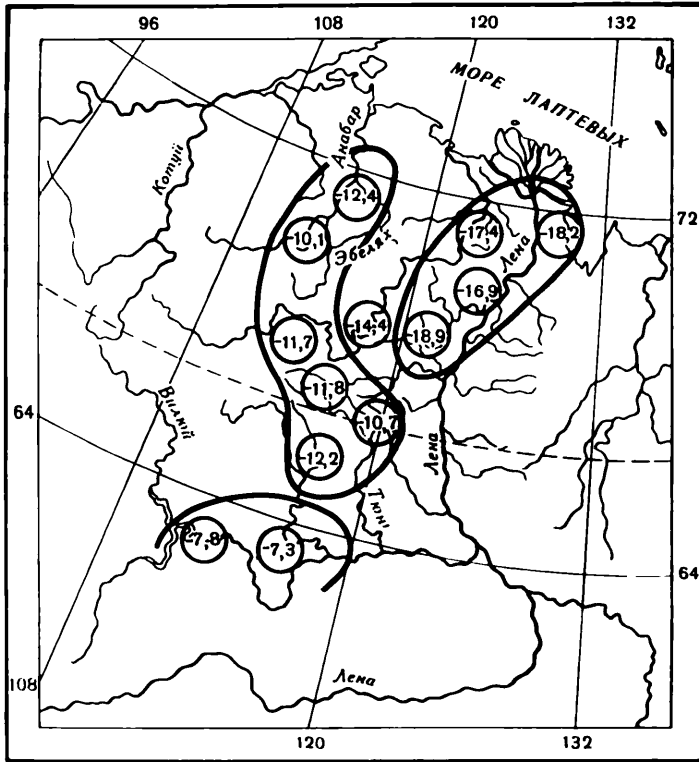 96 108 120 132
МОРЕ ЛАПТЕВЫХ
Котуй
Анабар
-12,4
72
-10,1
-17,4
-18,2
Эбелях
Лена
-16,9
-11,7
-14,4
-18,9
-11,8
64
Вилюй
-10,7
-12,2
Лена
Тюнг
-7,8
-7,3
64
Лена
108
120 132